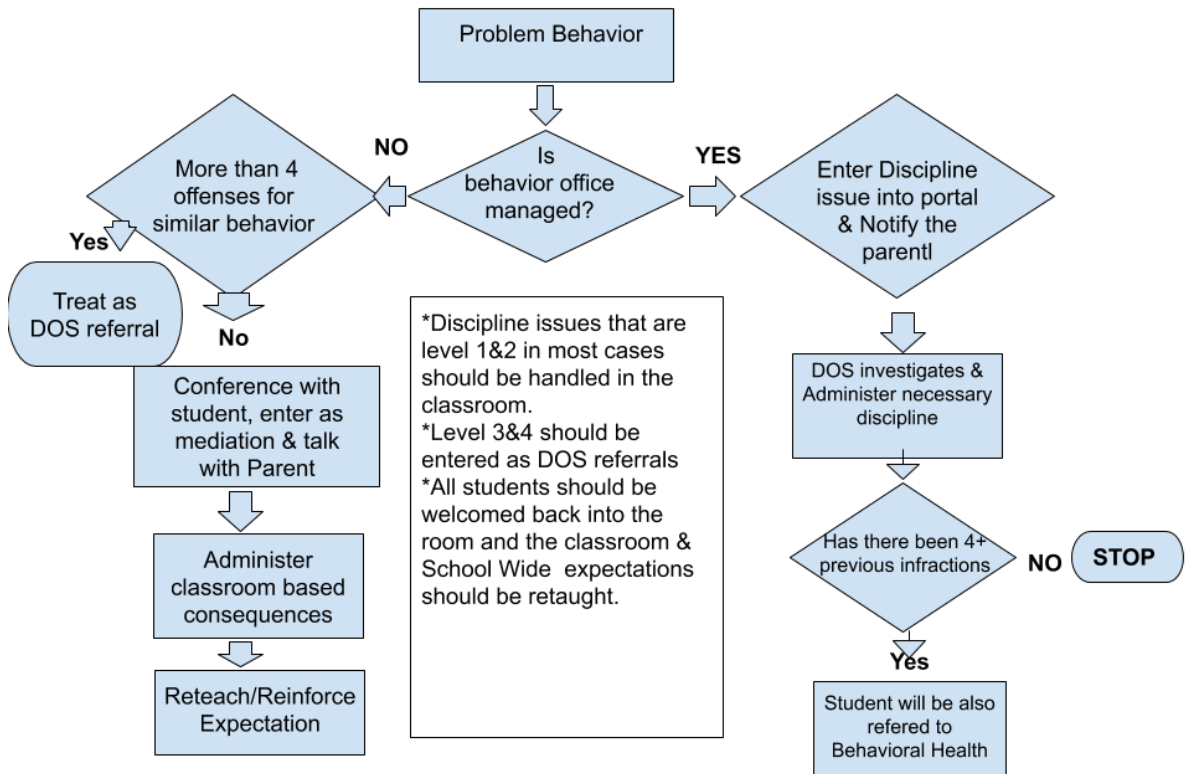 Problem Behavior
Is
behavior office
managed?
NO
YES
More than 4
offenses for
similar behavior
Yes
Treat as
DOS referral
No
Conference with
student, enter as
mediation & talk
with Parent
Administer
classroom based
consequences
Reteach/Reinforce
Expectation
*Discipline issues that are
level 1&2 in most cases
should be handled in the
classroom.
*Level 3&4 should be
entered as DOS referrals
*All students should be
welcomed back into the
room and the classroom &
School Wide expectations
should be retaught.
Enter Discipline
issue into portal
& Notify the
parentl
DOS investigates &
Administer necessary
discipline
Has there been 4+
previous infractions
NO
STOP
Yes
Student will be also
refered to
Behavioral Health